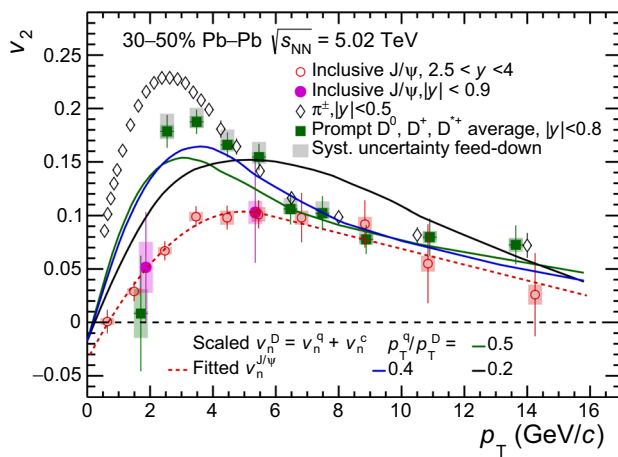 v₂
0.25
0.2
0.15
0.1
0.05
0
−0.05
30–50% Pb–Pb √sNN = 5.02 TeV
Inclusive J/ψ, 2.5 < y <4
Inclusive J/ψ,|y| < 0.9
π±,|y|<0.5
Prompt D⁰, D⁺, D*⁺ average, |y|<0.8
Syst. uncertainty feed-down
Scaled vₙᴰ = vₙq + vₙᶜ pTq/pTᴰ = 0.5
Fitted vₙJ/ψ 0.4 0.2
0 2 4 6 8 10 12 14 16
pT (GeV/c)